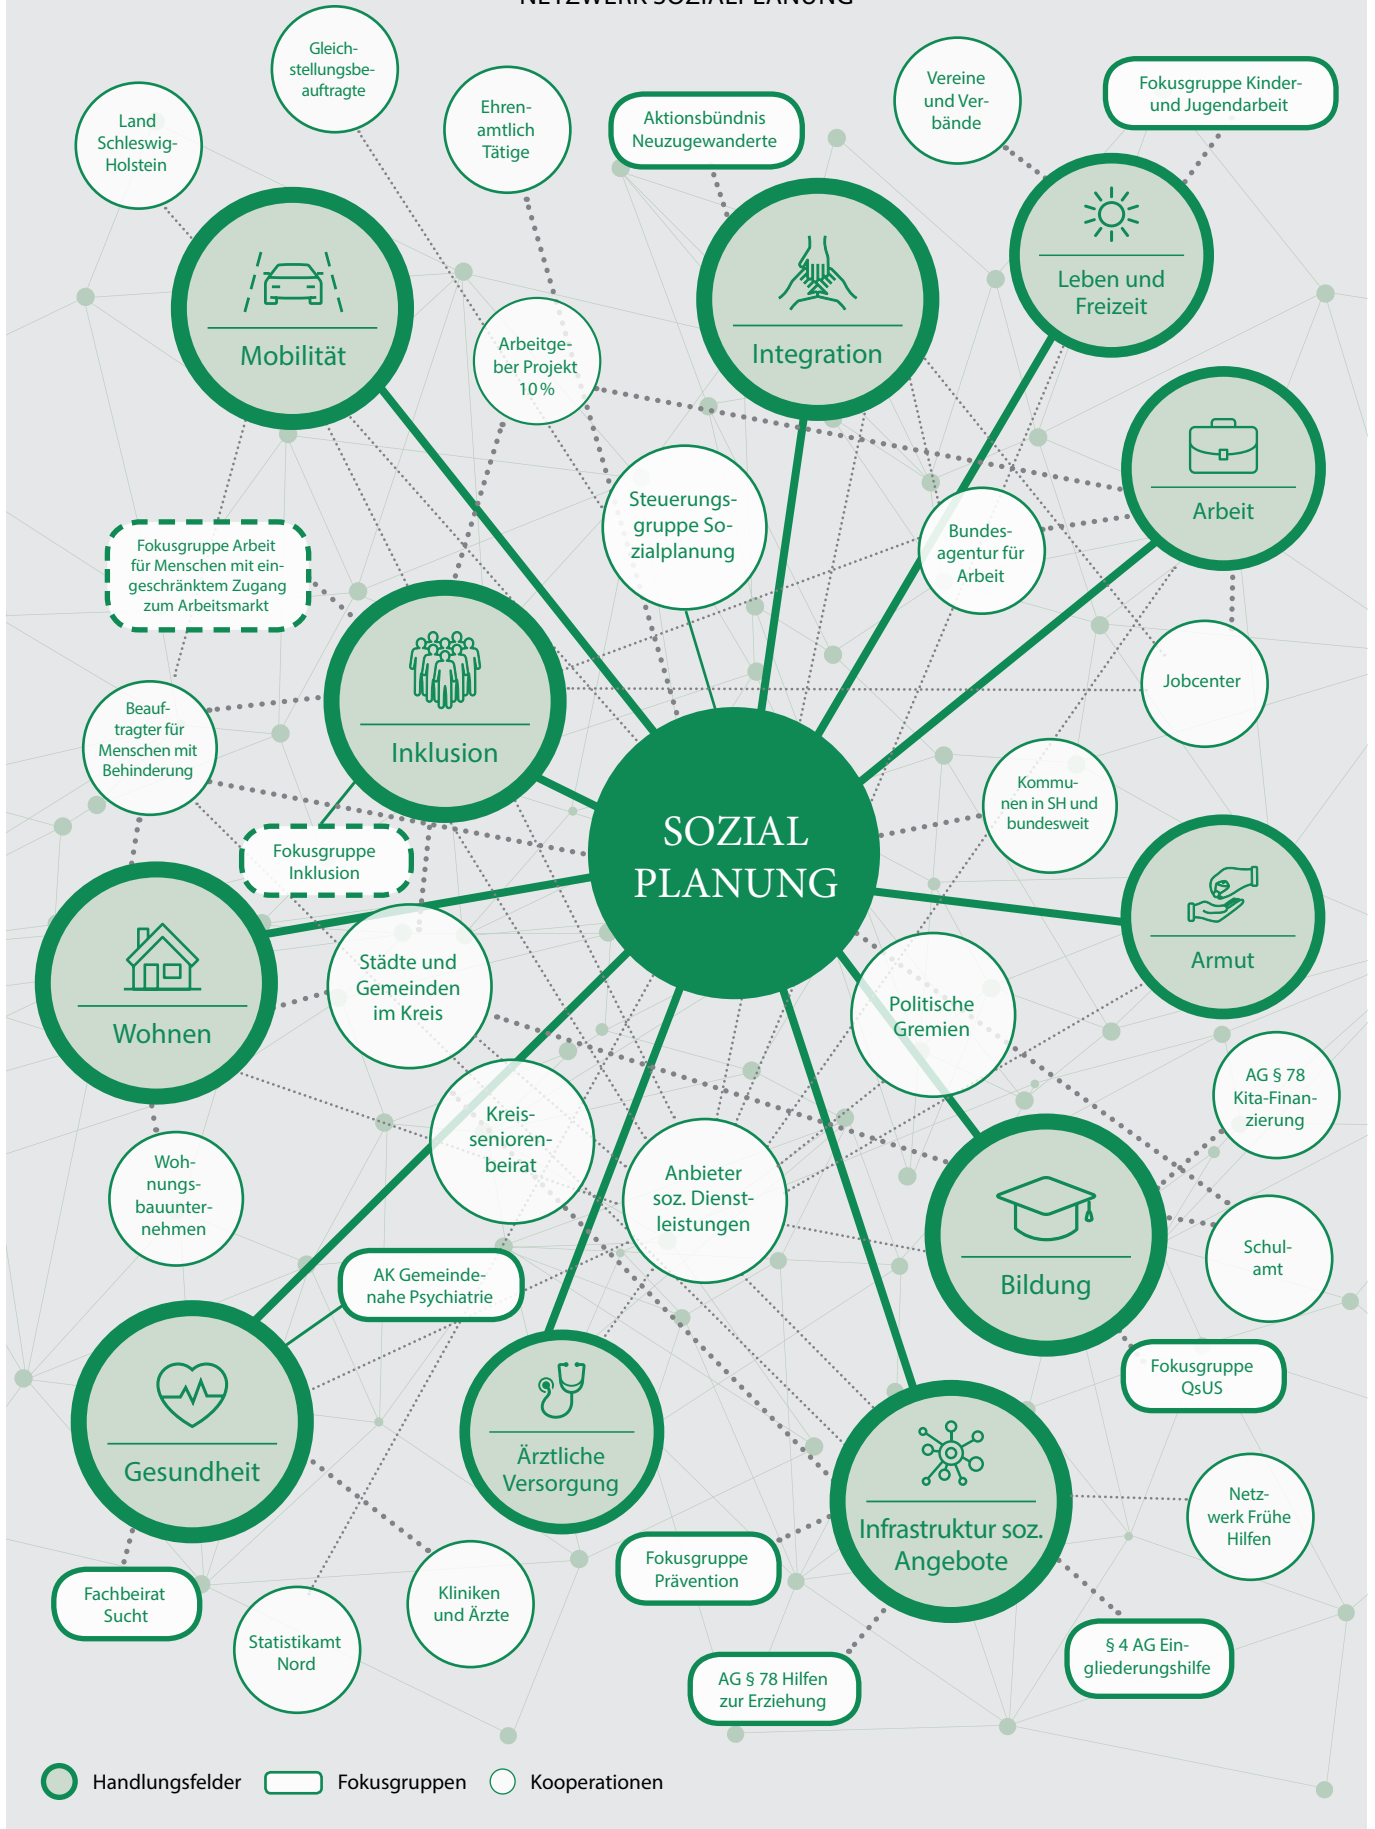 NETZWERK SOZIALPLANUNG
Gleich-
stellungsbe-
auftragte
Land
Schleswig-
Holstein
Ehren-
amtlich
Tätige
Aktionsbündnis
Neuzugewanderte
Vereine
und Ver-
bände
Fokusgruppe Kinder-
und Jugendarbeit
Mobilität
Arbeitge-
ber Projekt
10 %
Integration
Leben und
Freizeit
Steuerungs-
gruppe So-
zialplanung
Bundes-
agentur für
Arbeit
Arbeit
Fokusgruppe Arbeit
für Menschen mit ein-
geschränktem Zugang
zum Arbeitsmarkt
Beauf-
tragter für
Menschen mit
Behinderung
Inklusion
Jobcenter
Fokusgruppe
Inklusion
SOZIAL
PLANUNG
Kommu-
nen in SH und
bundesweit
Armut
Wohnen
Städte und
Gemeinden
im Kreis
Politische
Gremien
AG § 78
Kita-Finan-
zierung
Woh-
nungs-
bauunter-
nehmen
Kreis-
senioren-
beirat
Anbieter
soz. Dienst-
leistungen
Bildung
Schul-
amt
AK Gemeinde-
nahe Psychiatrie
Fokusgruppe
QsUS
Gesundheit
Ärztliche
Versorgung
Infrastruktur soz.
Angebote
Netz-
werk Frühe
Hilfen
Fachbeirat
Sucht
Statistikamt
Nord
Kliniken
und Ärzte
Fokusgruppe
Prävention
AG § 78 Hilfen
zur Erziehung
§ 4 AG Ein-
gliederungshilfe
Handlungsfelder
Fokusgruppen
Kooperationen